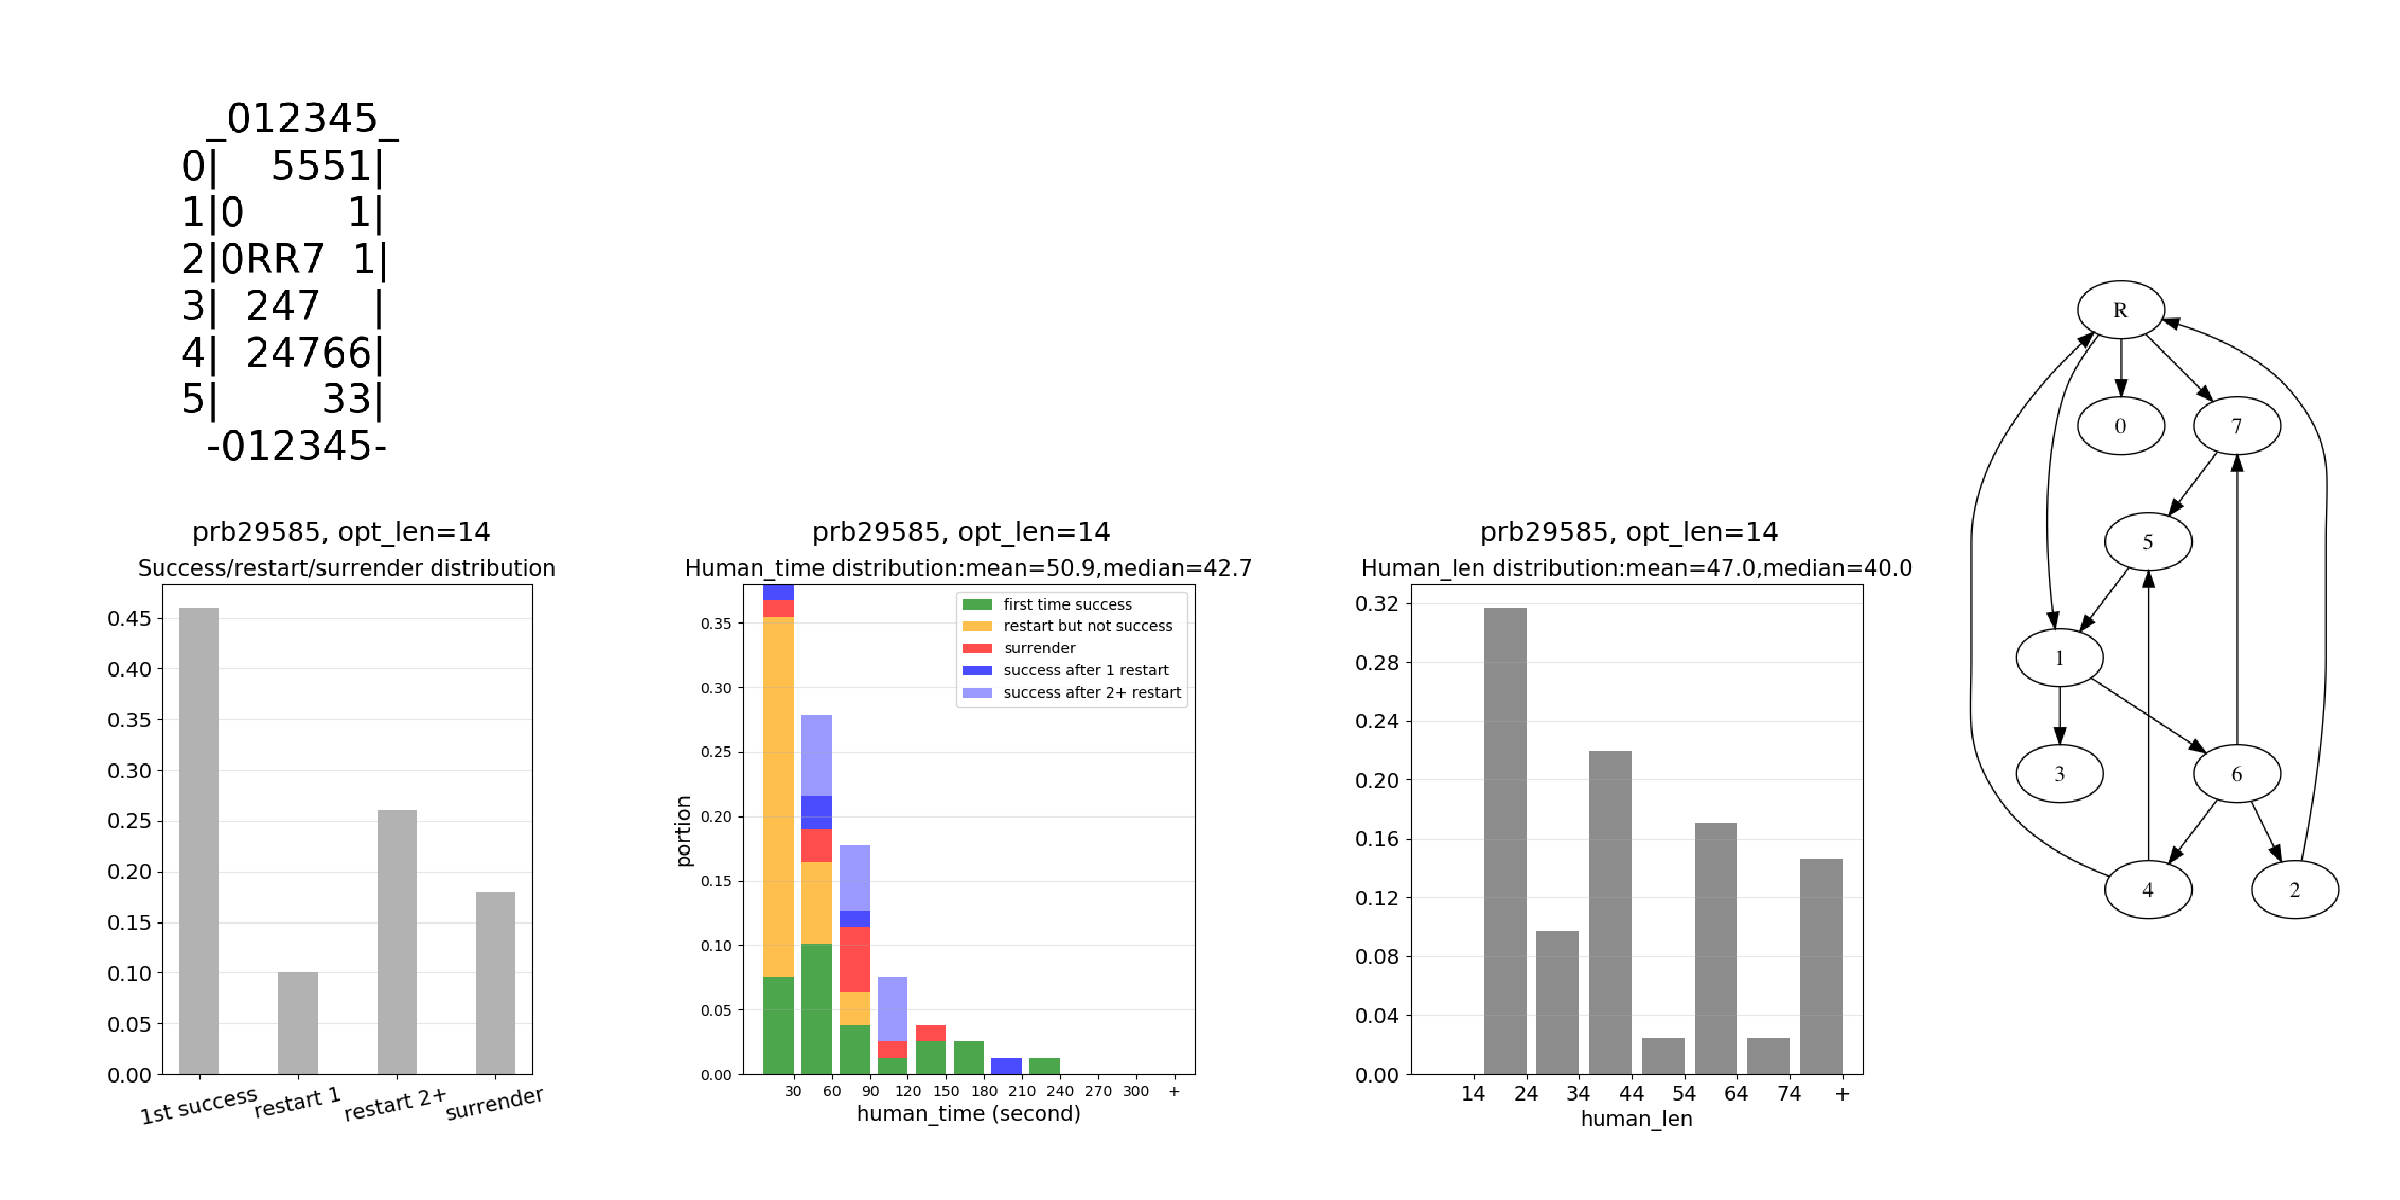 _012345_
0|  5551|
1|0    1|
2|0RR7 1|
3| 247  |
4| 24766|
5|    33|
-012345-
prb29585, opt_len=14
Success/restart/surrender distribution
0.45
0.40
0.35
0.30
0.25
0.20
0.15
0.10
0.05
0.00
1st success
restart 1
restart 2+
surrender
prb29585, opt_len=14
Human_time distribution:mean=50.9,median=42.7
first time success
restart but not success
surrender
success after 1 restart
success after 2+ restart
portion
0.35
0.30
0.25
0.20
0.15
0.10
0.05
0.00
30 60 90 120 150 180 210 240 270 300 +
human_time (second)
prb29585, opt_len=14
Human_len distribution:mean=47.0,median=40.0
0.32
0.28
0.24
0.20
0.16
0.12
0.08
0.04
0.00
14 24 34 44 54 64 74 +
human_len
R
0 7
5
1
3 6
4 2